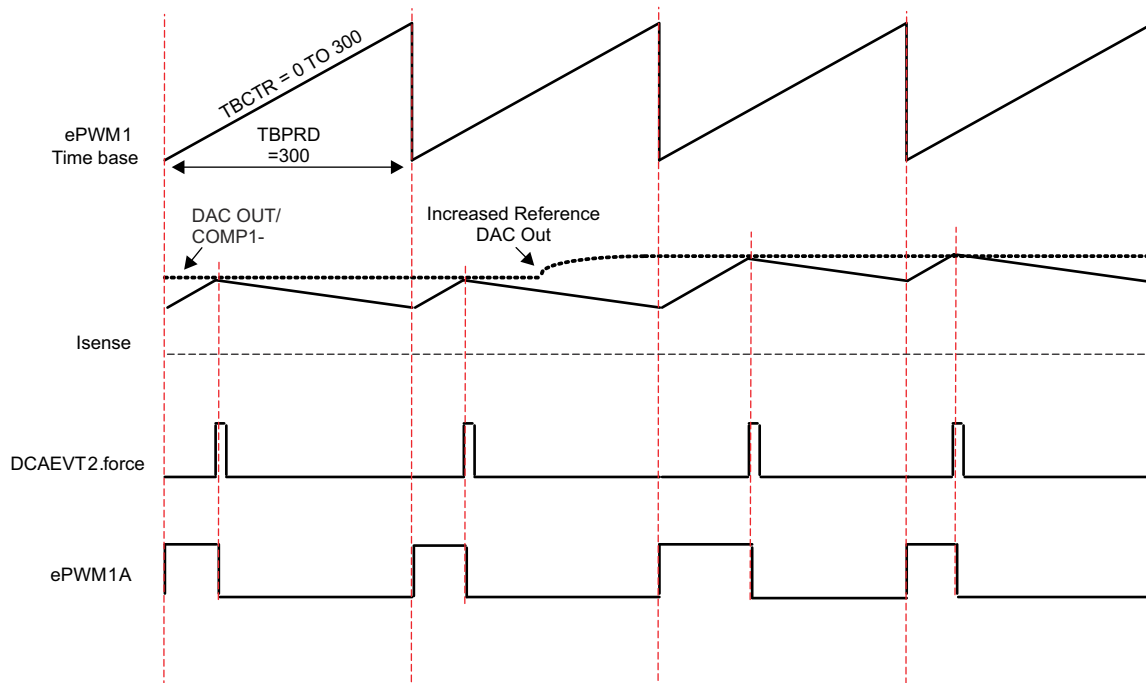 TBCTR = 0 TO 300
ePWM1
Time base
TBPRD
=300
DAC OUT/
COMP1-
Increased Reference
DAC Out
Isense
DCAEVT2.force
ePWM1A